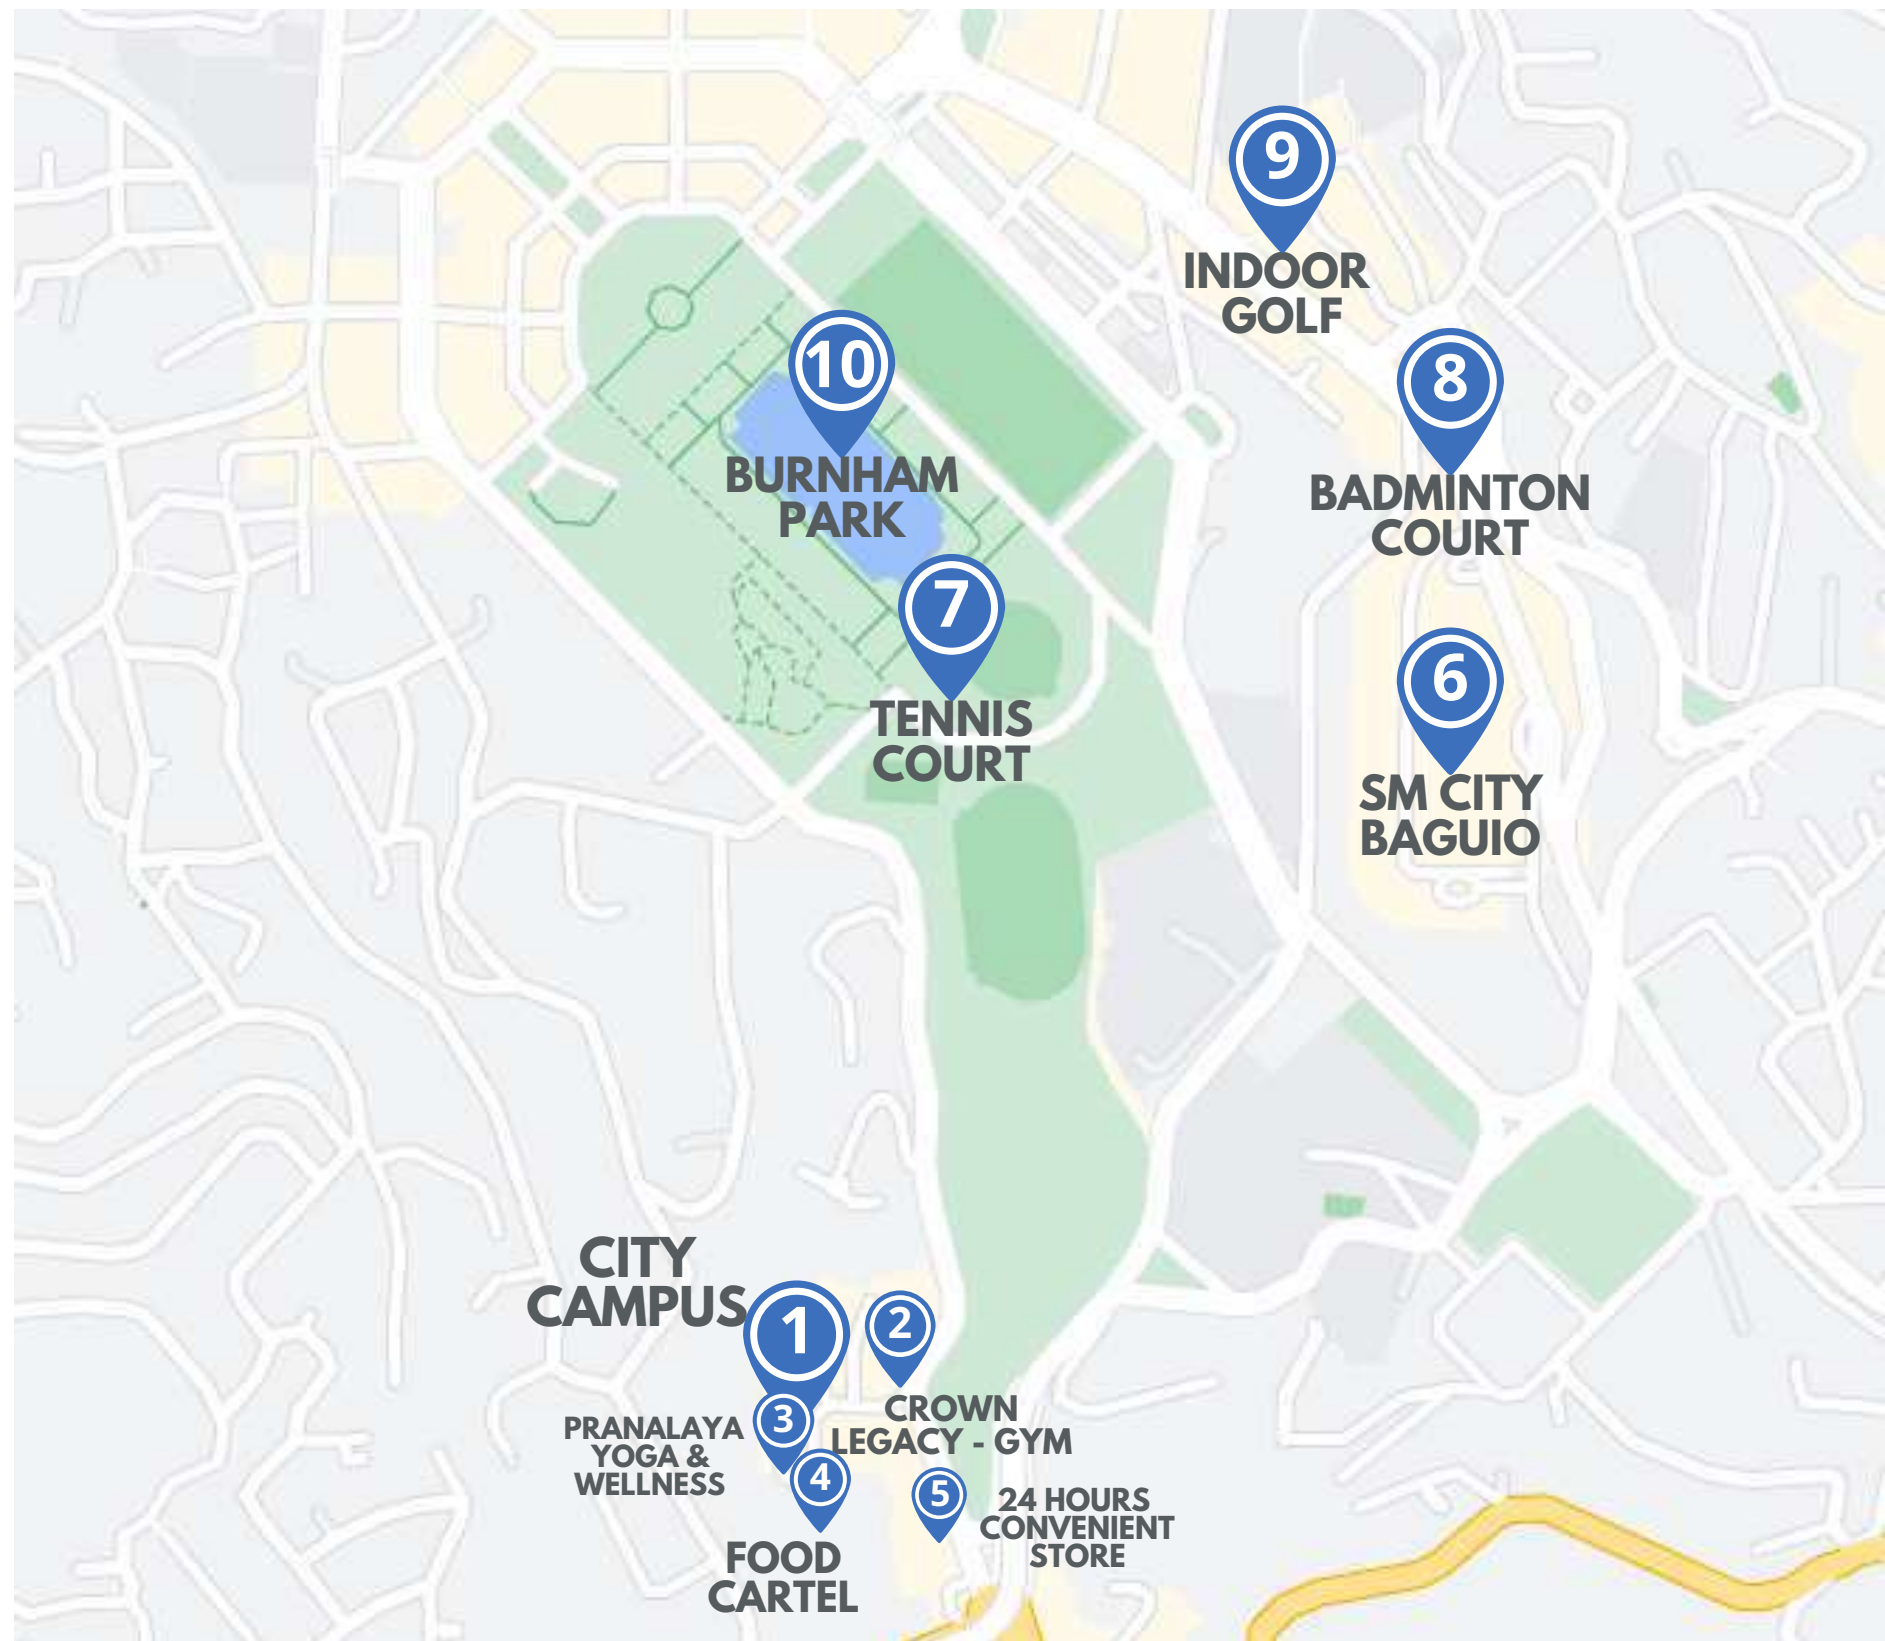 9
INDOOR
GOLF
10
BURNHAM
PARK
8
BADMINTON
COURT
7
TENNIS
COURT
6
SM CITY
BAGUIO
CITY
CAMPUS
1
2
CROWN
LEGACY - GYM
3
PRANALAYA
YOGA &
WELLNESS
4
FOOD
CARTEL
5
24 HOURS
CONVENIENT
STORE